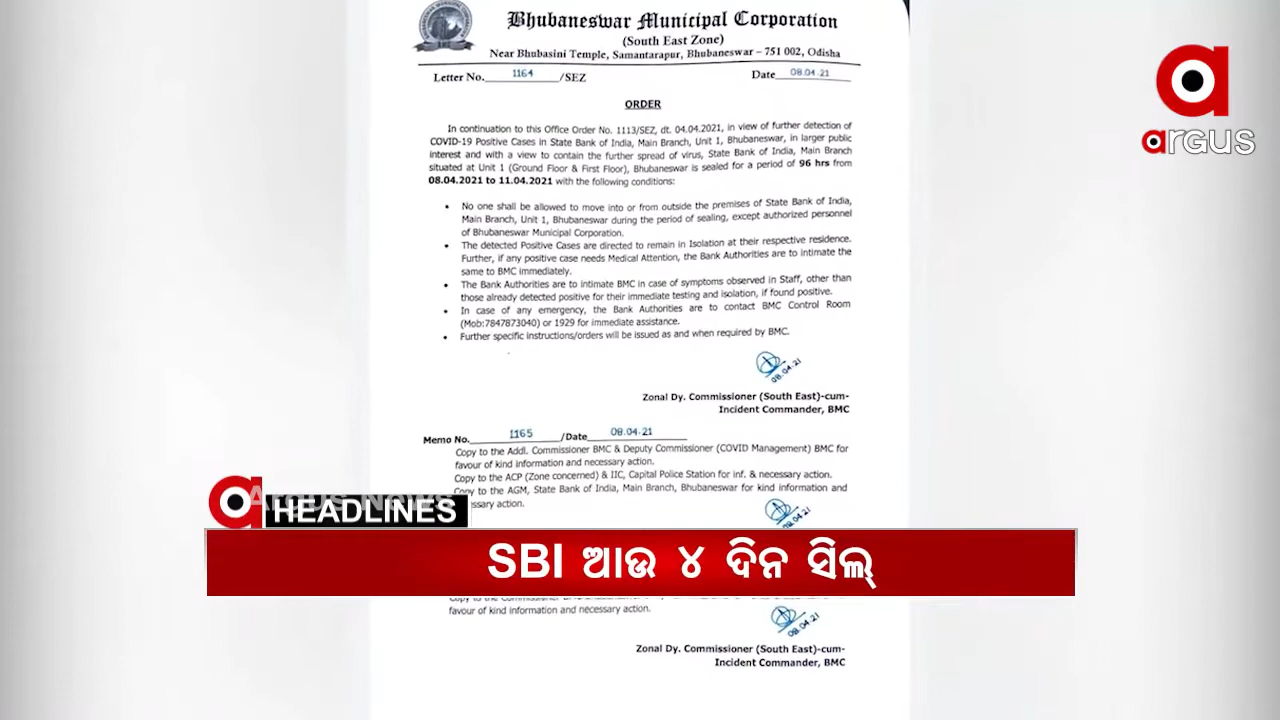 Bhubaneswar Municipal Corporation
(South East Zone)
Near Bhubasini Temple, Samantarapur, Bhubaneswar – 751 002, Odisha
Letter No. 1164 /SEZ Date 08.04.21
ORDER
In continuation to this Office Order No. 1113/SEZ, dt. 04.04.2021, in view of further detection of
COVID-19 Positive Cases in State Bank of India, Main Branch, Unit 1, Bhubaneswar, in larger public
interest and with a view to contain the further spread of virus, State Bank of India, Main Branch
situated at Unit 1 (Ground Floor & First Floor), Bhubaneswar is sealed for a period of 96 hrs from
08.04.2021 to 11.04.2021 with the following conditions:
• No one shall be allowed to move into or from outside the premises of State Bank of India,
Main Branch, Unit 1, Bhubaneswar during the period of sealing, except authorized personnel
of Bhubaneswar Municipal Corporation.
• The detected Positive Cases are directed to remain in Isolation at their respective residence.
Further, if any positive case needs Medical Attention, the Bank Authorities are to intimate the
same to BMC immediately.
• The Bank Authorities are to intimate BMC in case of symptoms observed in Staff, other than
those already detected positive for their immediate testing and isolation, if found positive.
• In case of any emergency, the Bank Authorities are to contact BMC Control Room
(Mob:7847873040) or 1929 for immediate assistance.
• Further specific instructions/orders will be issued as and when required by BMC.
08.04.21
Zonal Dy. Commissioner (South East)-cum-
Incident Commander, BMC
Memo No. 1165 /Date 08.04.21
Copy to the Addl. Commissioner BMC & Deputy Commissioner (COVID Management) BMC for
favour of kind information and necessary action.
Copy to the ACP (Zone concerned) & IIC, Capital Police Station for inf. & necessary action.
Copy to the AGM, State Bank of India, Main Branch, Bhubaneswar for kind information and
essary action.
08.04.21
Argus News
HEADLINES
SBI ଆଉ ୪ ଦିନ ସିଲ୍
Copy to the Commissioner
favour of kind information and necessary action.
08.04.21
Zonal Dy. Commissioner (South East)-cum-
Incident Commander, BMC
argus